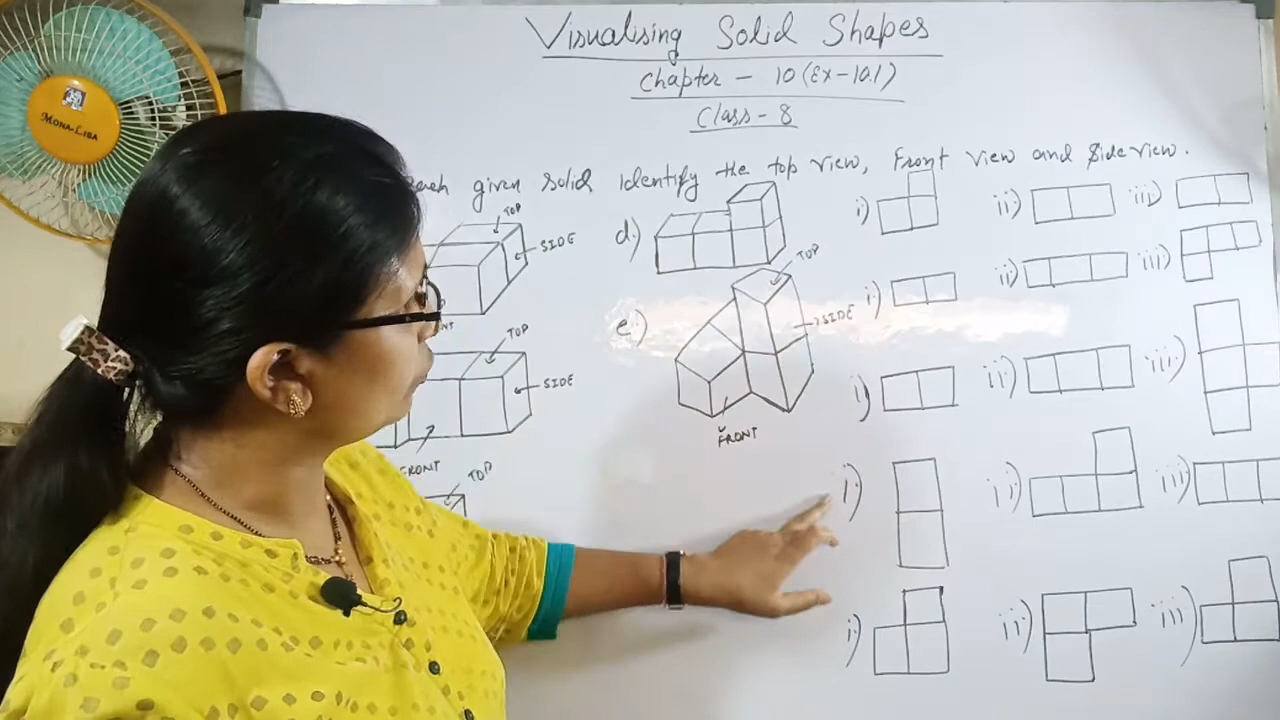 Visualising Solid Shapes
Chapter - 10 (Ex-10.1)
Class - 8
given solid identify the top view, Front view and Side view.
MONA-LISA
TOP
SIDE
TOP
SIDE
FRONT
TOP
d)
e)
TOP
SIDE
FRONT
i) ii) iii)
i) ii) iii)
i) ii) iii)
i) ii) iii)
i) ii) iii)